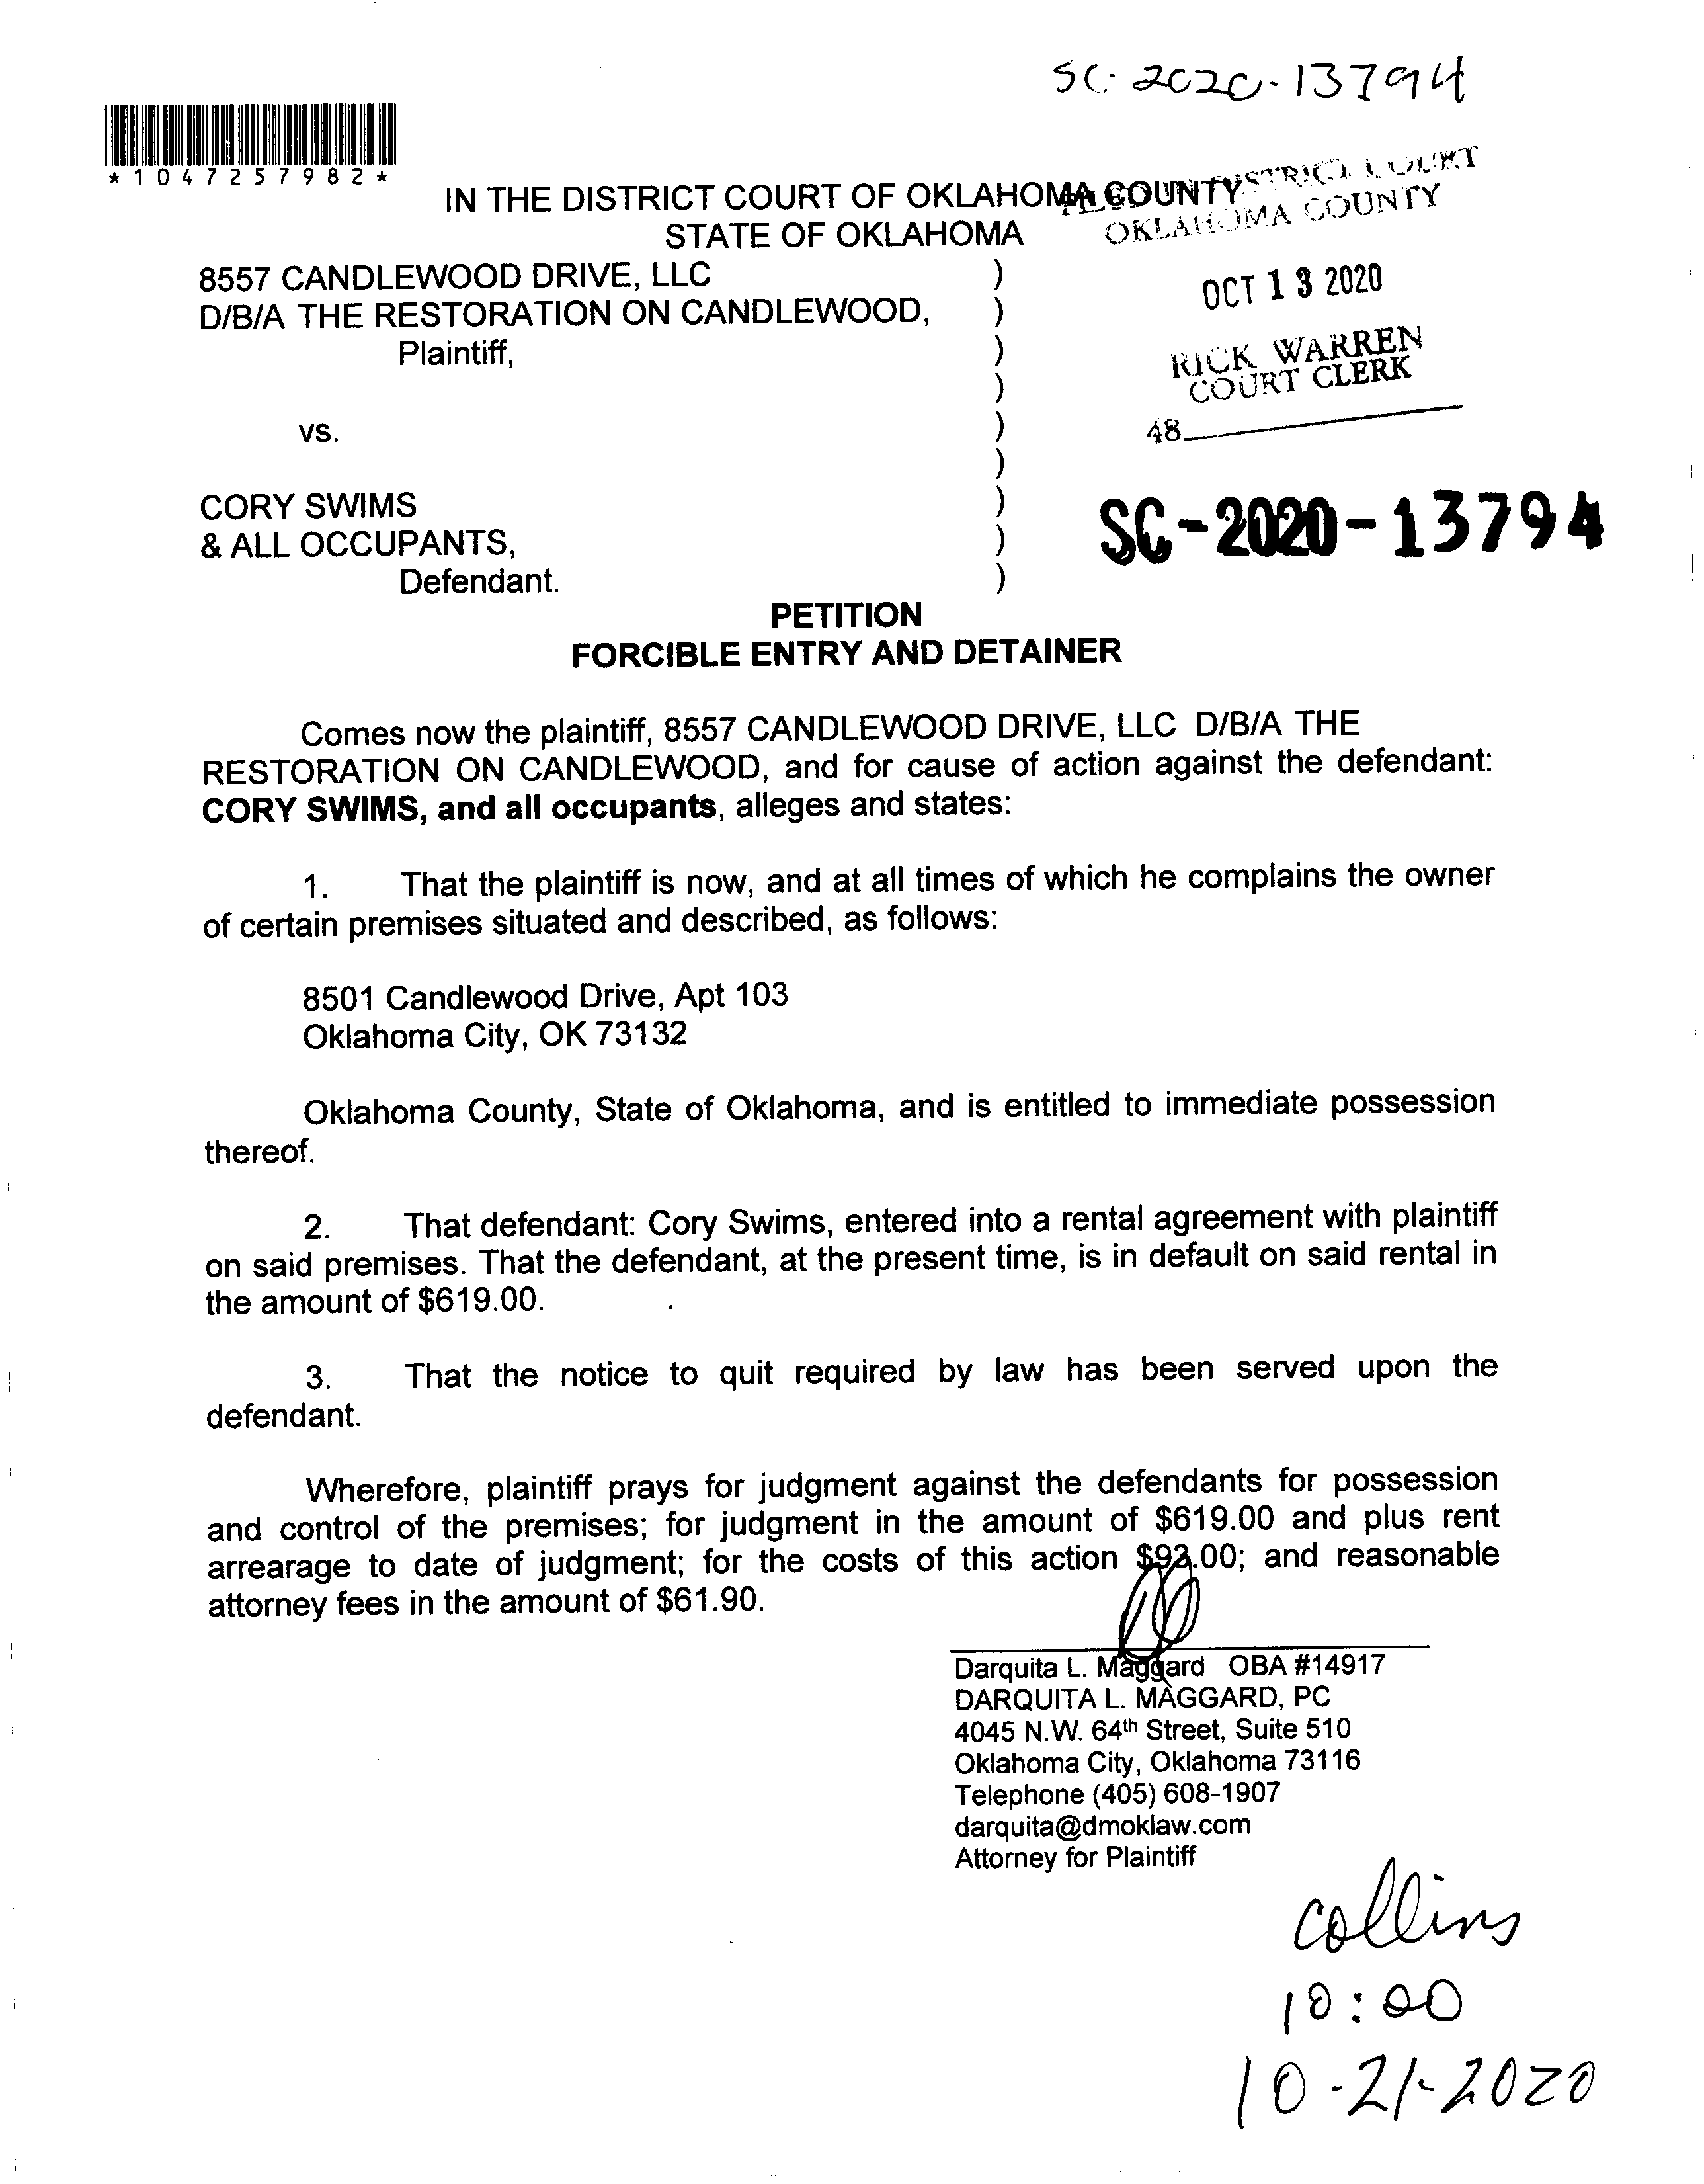 SC-2020-13794
*1047257982*
IN THE DISTRICT COURT OF OKLAHOMA COUNTY
STATE OF OKLAHOMA
DISTRICT COURT
OKLAHOMA COUNTY
8557 CANDLEWOOD DRIVE, LLC )
D/B/A THE RESTORATION ON CANDLEWOOD, )
Plaintiff, )
)
vs. )
)
CORY SWIMS )
& ALL OCCUPANTS, )
Defendant. )
OCT 13 2020
RICK WARREN
COURT CLERK
48
SC-2020-13794
PETITION
FORCIBLE ENTRY AND DETAINER
Comes now the plaintiff, 8557 CANDLEWOOD DRIVE, LLC D/B/A THE
RESTORATION ON CANDLEWOOD, and for cause of action against the defendant:
CORY SWIMS, and all occupants, alleges and states:
1. That the plaintiff is now, and at all times of which he complains the owner
of certain premises situated and described, as follows:
8501 Candlewood Drive, Apt 103
Oklahoma City, OK 73132
Oklahoma County, State of Oklahoma, and is entitled to immediate possession
thereof.
2. That defendant: Cory Swims, entered into a rental agreement with plaintiff
on said premises. That the defendant, at the present time, is in default on said rental in
the amount of $619.00.
3. That the notice to quit required by law has been served upon the
defendant.
Wherefore, plaintiff prays for judgment against the defendants for possession
and control of the premises; for judgment in the amount of $619.00 and plus rent
arrearage to date of judgment; for the costs of this action $93.00; and reasonable
attorney fees in the amount of $61.90.
Darquita L. Maggard OBA #14917
DARQUITA L. MAGGARD, PC
4045 N.W. 64th Street, Suite 510
Oklahoma City, Oklahoma 73116
Telephone (405) 608-1907
darquita@dmoklaw.com
Attorney for Plaintiff
collins
10:00
10-21-2020